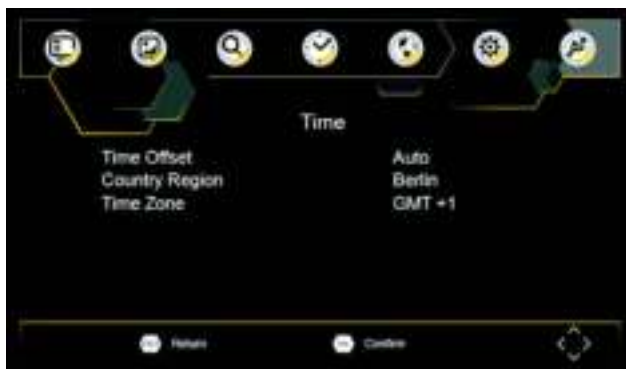 Time
Time Offset Auto
Country Region Berlin
Time Zone GMT +1
Return Confirm